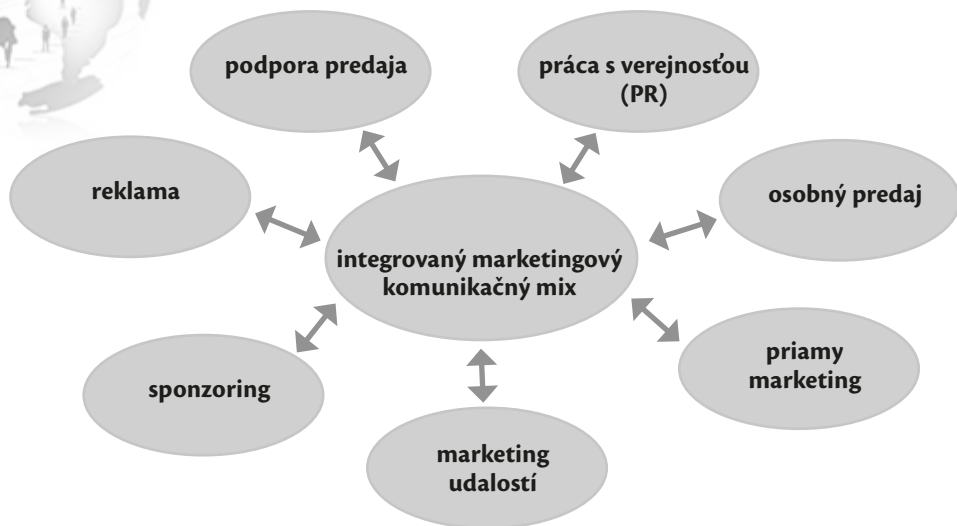 podpora predaja
práca s verejnosťou
(PR)
reklama
osobný predaj
integrovaný marketingový
komunikačný mix
sponzoring
priamy
marketing
marketing
udalostí